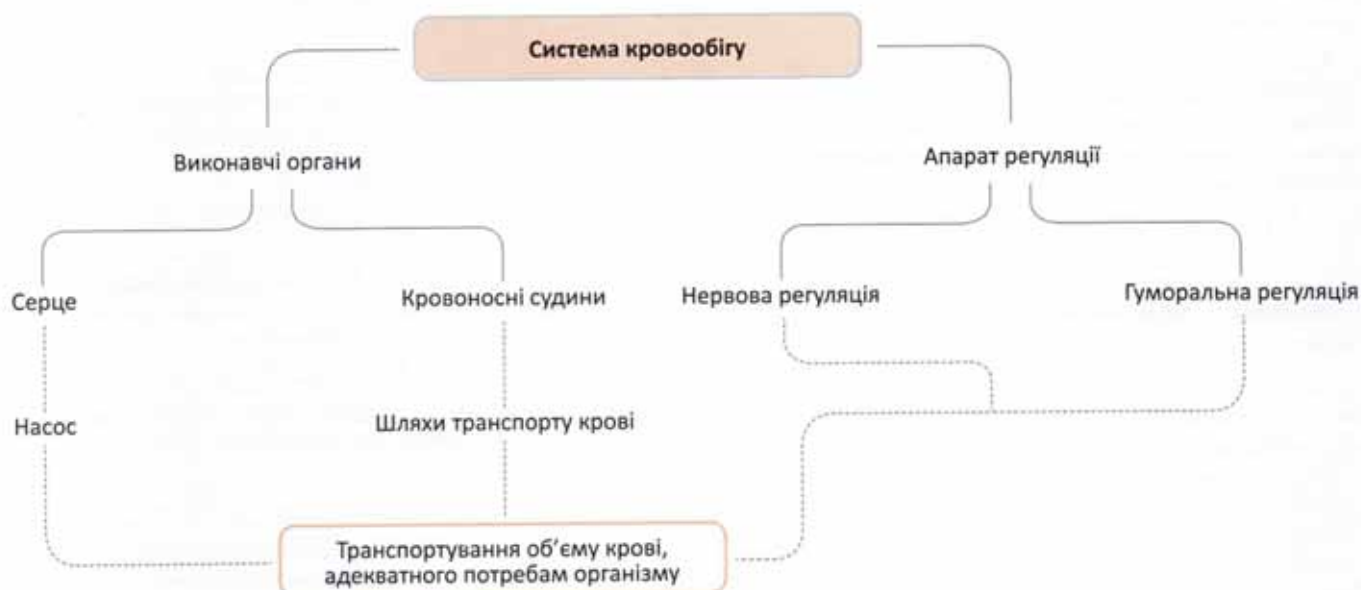 Система кровообігу
Виконавчі органи
Апарат регуляції
Серце
Кровоносні судини
Нервова регуляція
Гуморальна регуляція
Насос
Шляхи транспорту крові
Транспортування об’єму крові,
адекватного потребам організму